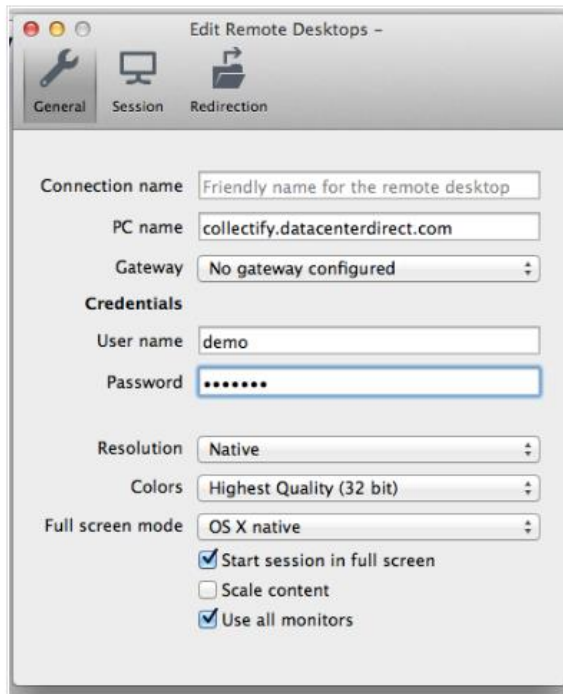 Edit Remote Desktops –
General Session Redirection
Connection name Friendly name for the remote desktop
PC name collectify.datacenterdirect.com
Gateway No gateway configured
Credentials
User name demo
Password •••••••
Resolution Native
Colors Highest Quality (32 bit)
Full screen mode OS X native
Start session in full screen
Scale content
Use all monitors